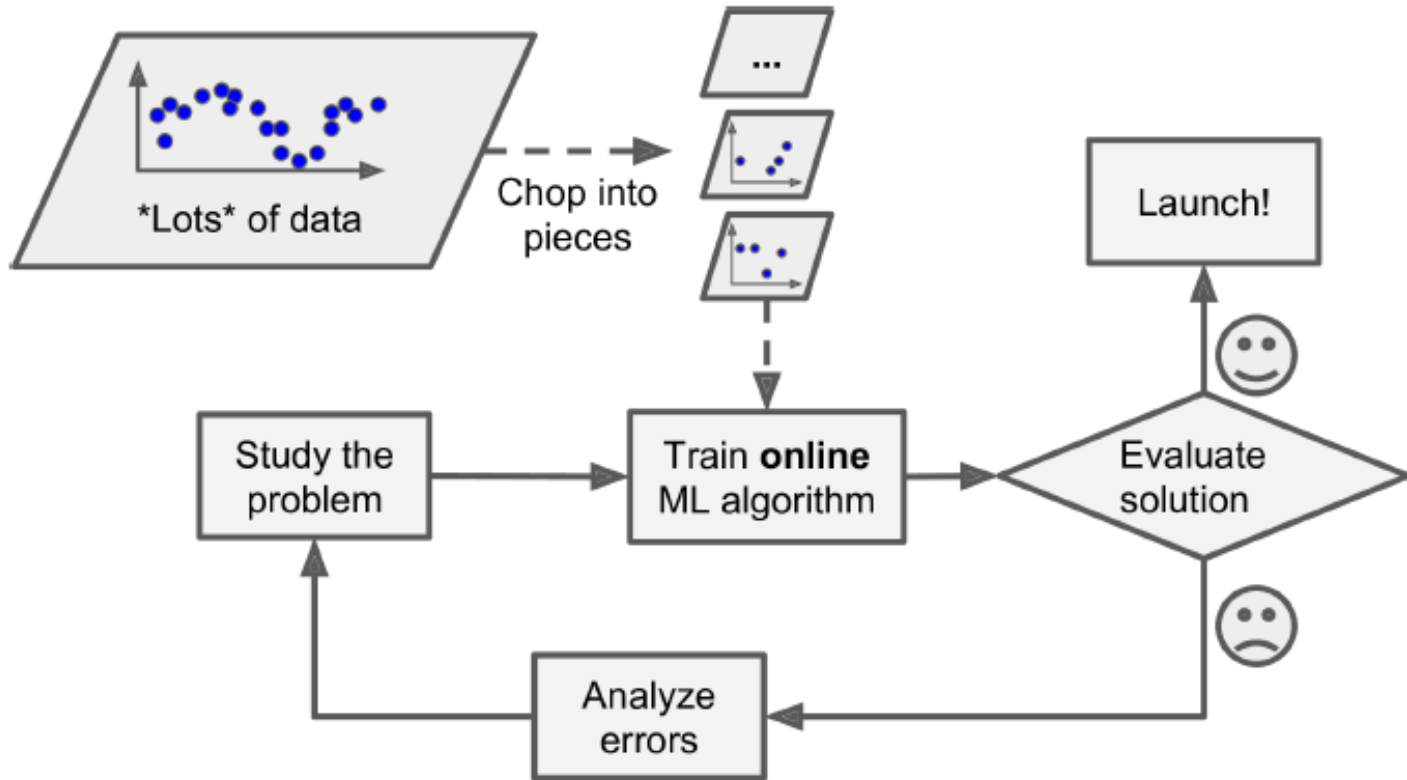 ...
*Lots* of data
Chop into
pieces
Launch!
Study the
problem
Train online
ML algorithm
Evaluate
solution
Analyze
errors